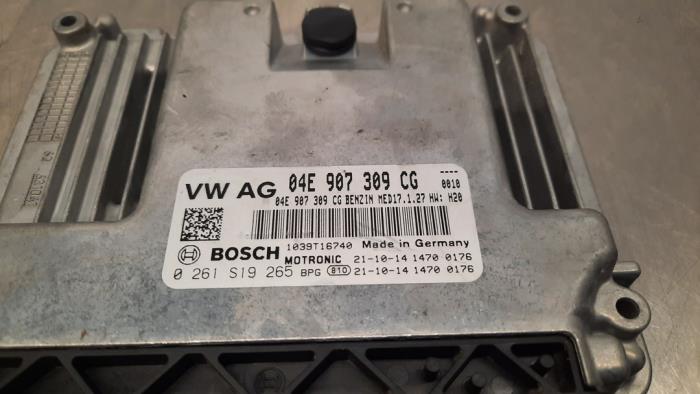 VW AG 04E 907 309 CG ----
0010
04E 907 309 CG BENZIN MED17.1.27 HW: H20
BOSCH 1039T16740 Made in Germany
MOTRONIC 21-10-14 1470 0176
0 261 S19 265 BPG 810 21-10-14 1470 0176